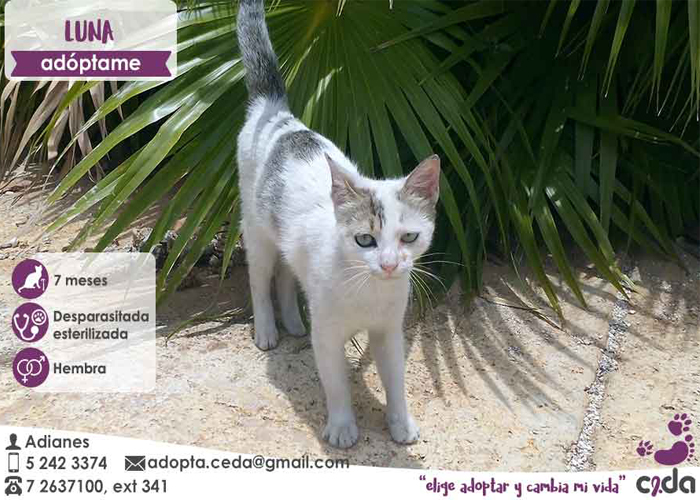 LUNA
adóptame
7 meses
Desparasitada
esterilizada
Hembra
Adianes
5 242 3374
adopta.ceda@gmail.com
7 2637100, ext 341
"elige adoptar y cambia mi vida"
ceda